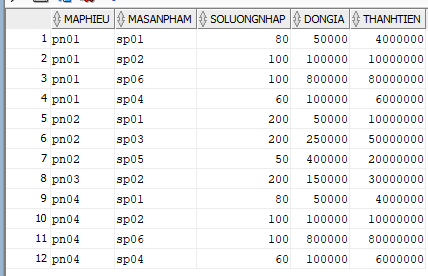 MAPHIEU MASANPHAM SOLUONGNHAP DONGIA THANHTIEN
1 pn01 sp01 80 50000 4000000
2 pn01 sp02 100 100000 10000000
3 pn01 sp06 100 800000 80000000
4 pn01 sp04 60 100000 6000000
5 pn02 sp01 200 50000 10000000
6 pn02 sp03 200 250000 50000000
7 pn02 sp05 50 400000 20000000
8 pn03 sp02 200 150000 30000000
9 pn04 sp01 80 50000 4000000
10 pn04 sp02 100 100000 10000000
11 pn04 sp06 100 800000 80000000
12 pn04 sp04 60 100000 6000000